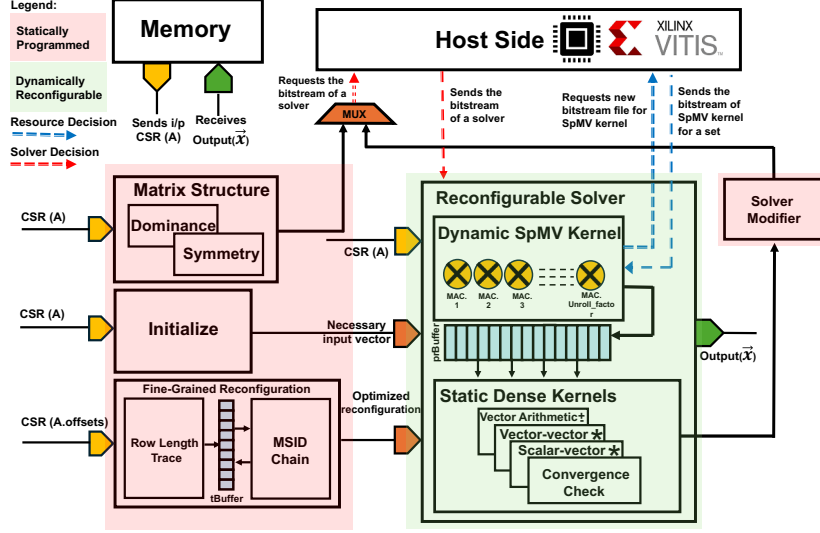 Legend:
Statically
Programmed
Dynamically
Reconfigurable
Resource Decision
Solver Decision
Memory
Sends i/p
CSR (A)
Receives
Output(x⃗)
Host Side
XILINX
VITIS™
Requests the
bitstream of a
solver
MUX
Sends the
bitstream
of a solver
Requests new
bitstream file for
SpMV kernel
Sends the
bitstream of
SpMV kernel
for a set
Matrix Structure
Dominance
Symmetry
CSR (A)
CSR (A)
Initialize
Necessary
input vector
CSR (A.offsets)
Fine-Grained Reconfiguration
Row Length
Trace
tBuffer
MSID
Chain
Optimized
reconfiguration
Reconfigurable Solver
CSR (A)
Dynamic SpMV Kernel
MAC.
1
MAC.
2
MAC.
3
MAC.
Unroll_facto
r
prBuffer
Static Dense Kernels
Vector Arithmetic±
Vector-vector *
Scalar-vector *
Convergence
Check
Solver
Modifier
Output(x⃗)